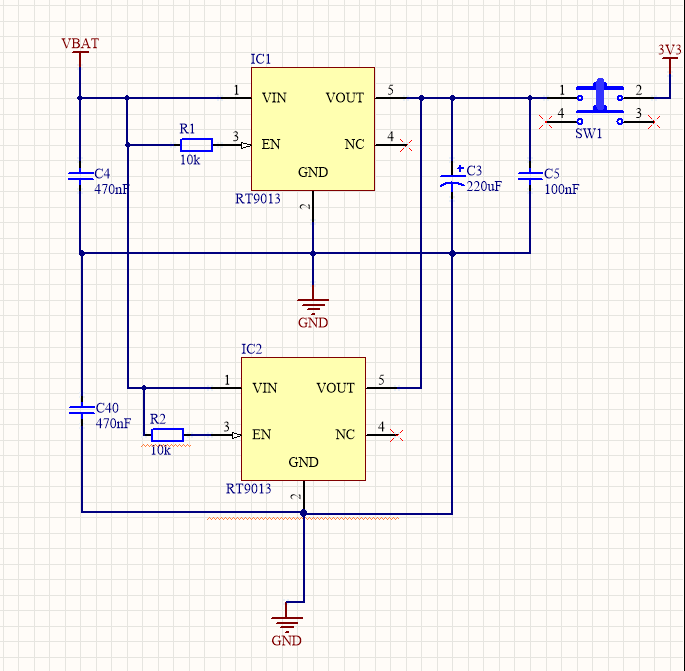 VBAT
3V3
IC1
1 VIN VOUT 5
1 2
4 3
SW1
R1
10k
3 EN NC 4
GND
C4
470nF
C3
220uF
C5
100nF
RT9013
2
GND
IC2
1 VIN VOUT 5
C40
470nF
R2
10k
3 EN NC 4
GND
RT9013
2
GND